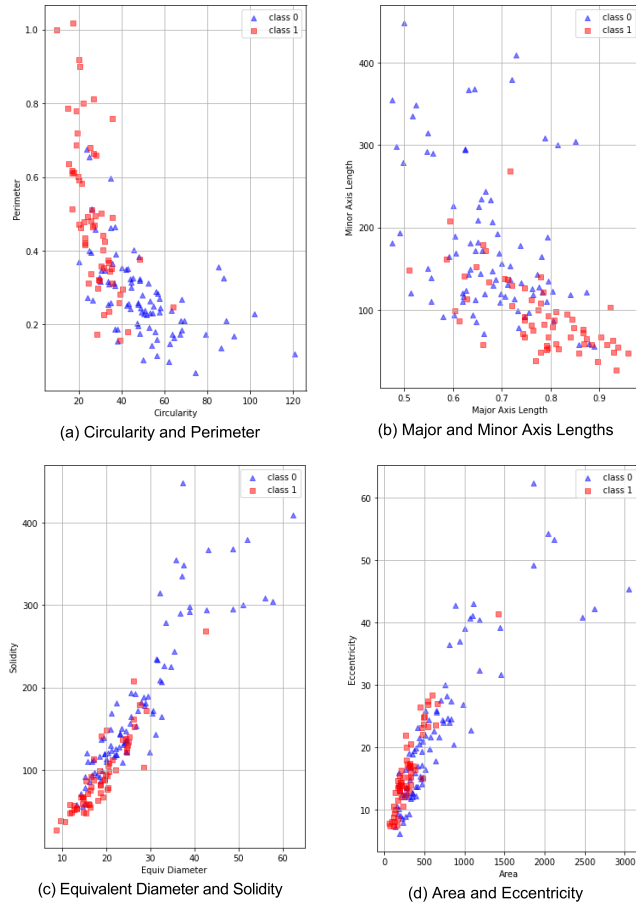 class 0
class 1
1.0
0.8
0.6
0.4
0.2
Perimeter
20 40 60 80 100 120
Circularity
(a) Circularity and Perimeter
class 0
class 1
400
300
200
100
Minor Axis Length
0.5 0.6 0.7 0.8 0.9
Major Axis Length
(b) Major and Minor Axis Lengths
class 0
class 1
400
300
200
100
Solidity
10 20 30 40 50 60
Equiv Diameter
(c) Equivalent Diameter and Solidity
class 0
class 1
60
50
40
30
20
10
Eccentricity
0 500 1000 1500 2000 2500 3000
Area
(d) Area and Eccentricity